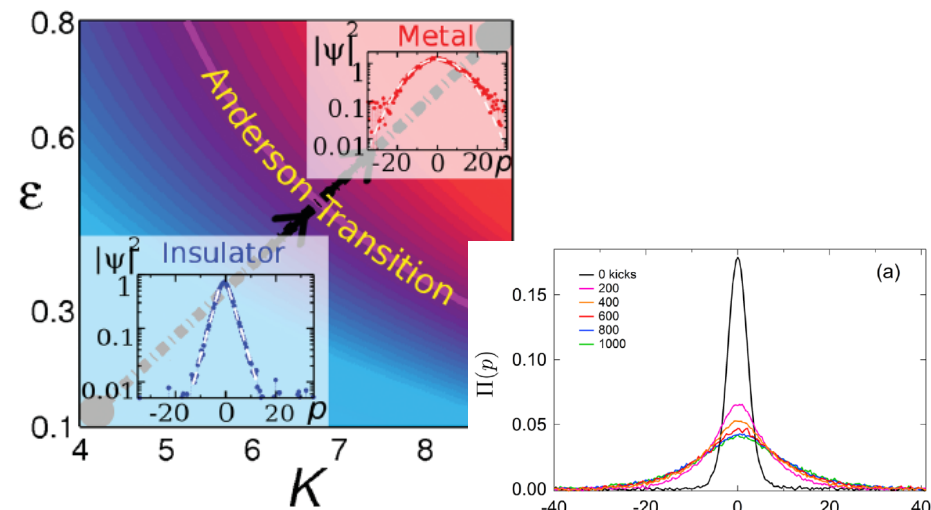 0.8
0.6
0.3
0.1
ε
4
5
6
7
8
K
Anderson Transition
|ψ|²
Metal
1
0.1
0.01
-20
0
20
p
|ψ|²
Insulator
1
0.1
0.01
-20
0
20
p
(a)
0 kicks
200
400
600
800
1000
0.15
0.10
0.05
0.00
Π(p)
-40
-20
0
20
40